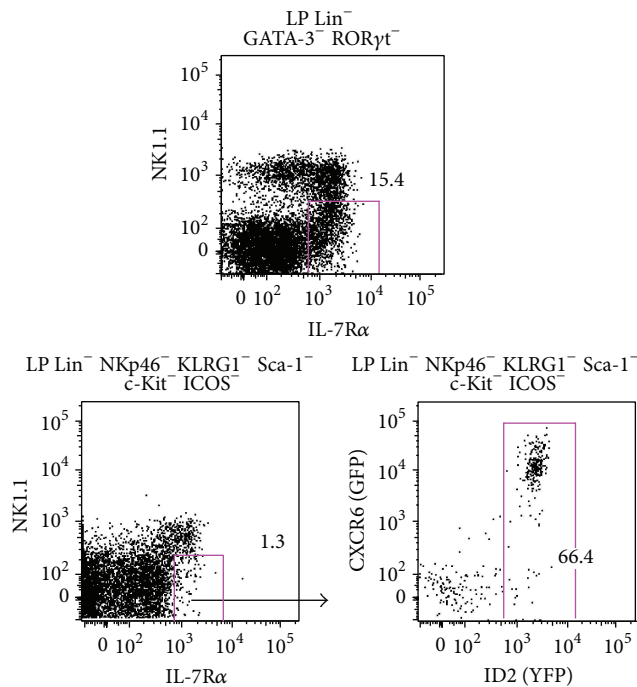 LP Lin⁻
GATA-3⁻ RORγt⁻
10⁵
10⁴
10³
10²
0
NK1.1
15.4
0 10² 10³ 10⁴ 10⁵
IL-7Rα
LP Lin⁻ NKp46⁻ KLRG1⁻ Sca-1⁻
c-Kit⁻ ICOS⁻
10⁵
10⁴
10³
10²
0
NK1.1
1.3
0 10² 10³ 10⁴ 10⁵
IL-7Rα
LP Lin⁻ NKp46⁻ KLRG1⁻ Sca-1⁻
c-Kit⁻ ICOS⁻
10⁵
10⁴
10³
10²
0
CXCR6 (GFP)
66.4
0 10² 10³ 10⁴ 10⁵
ID2 (YFP)